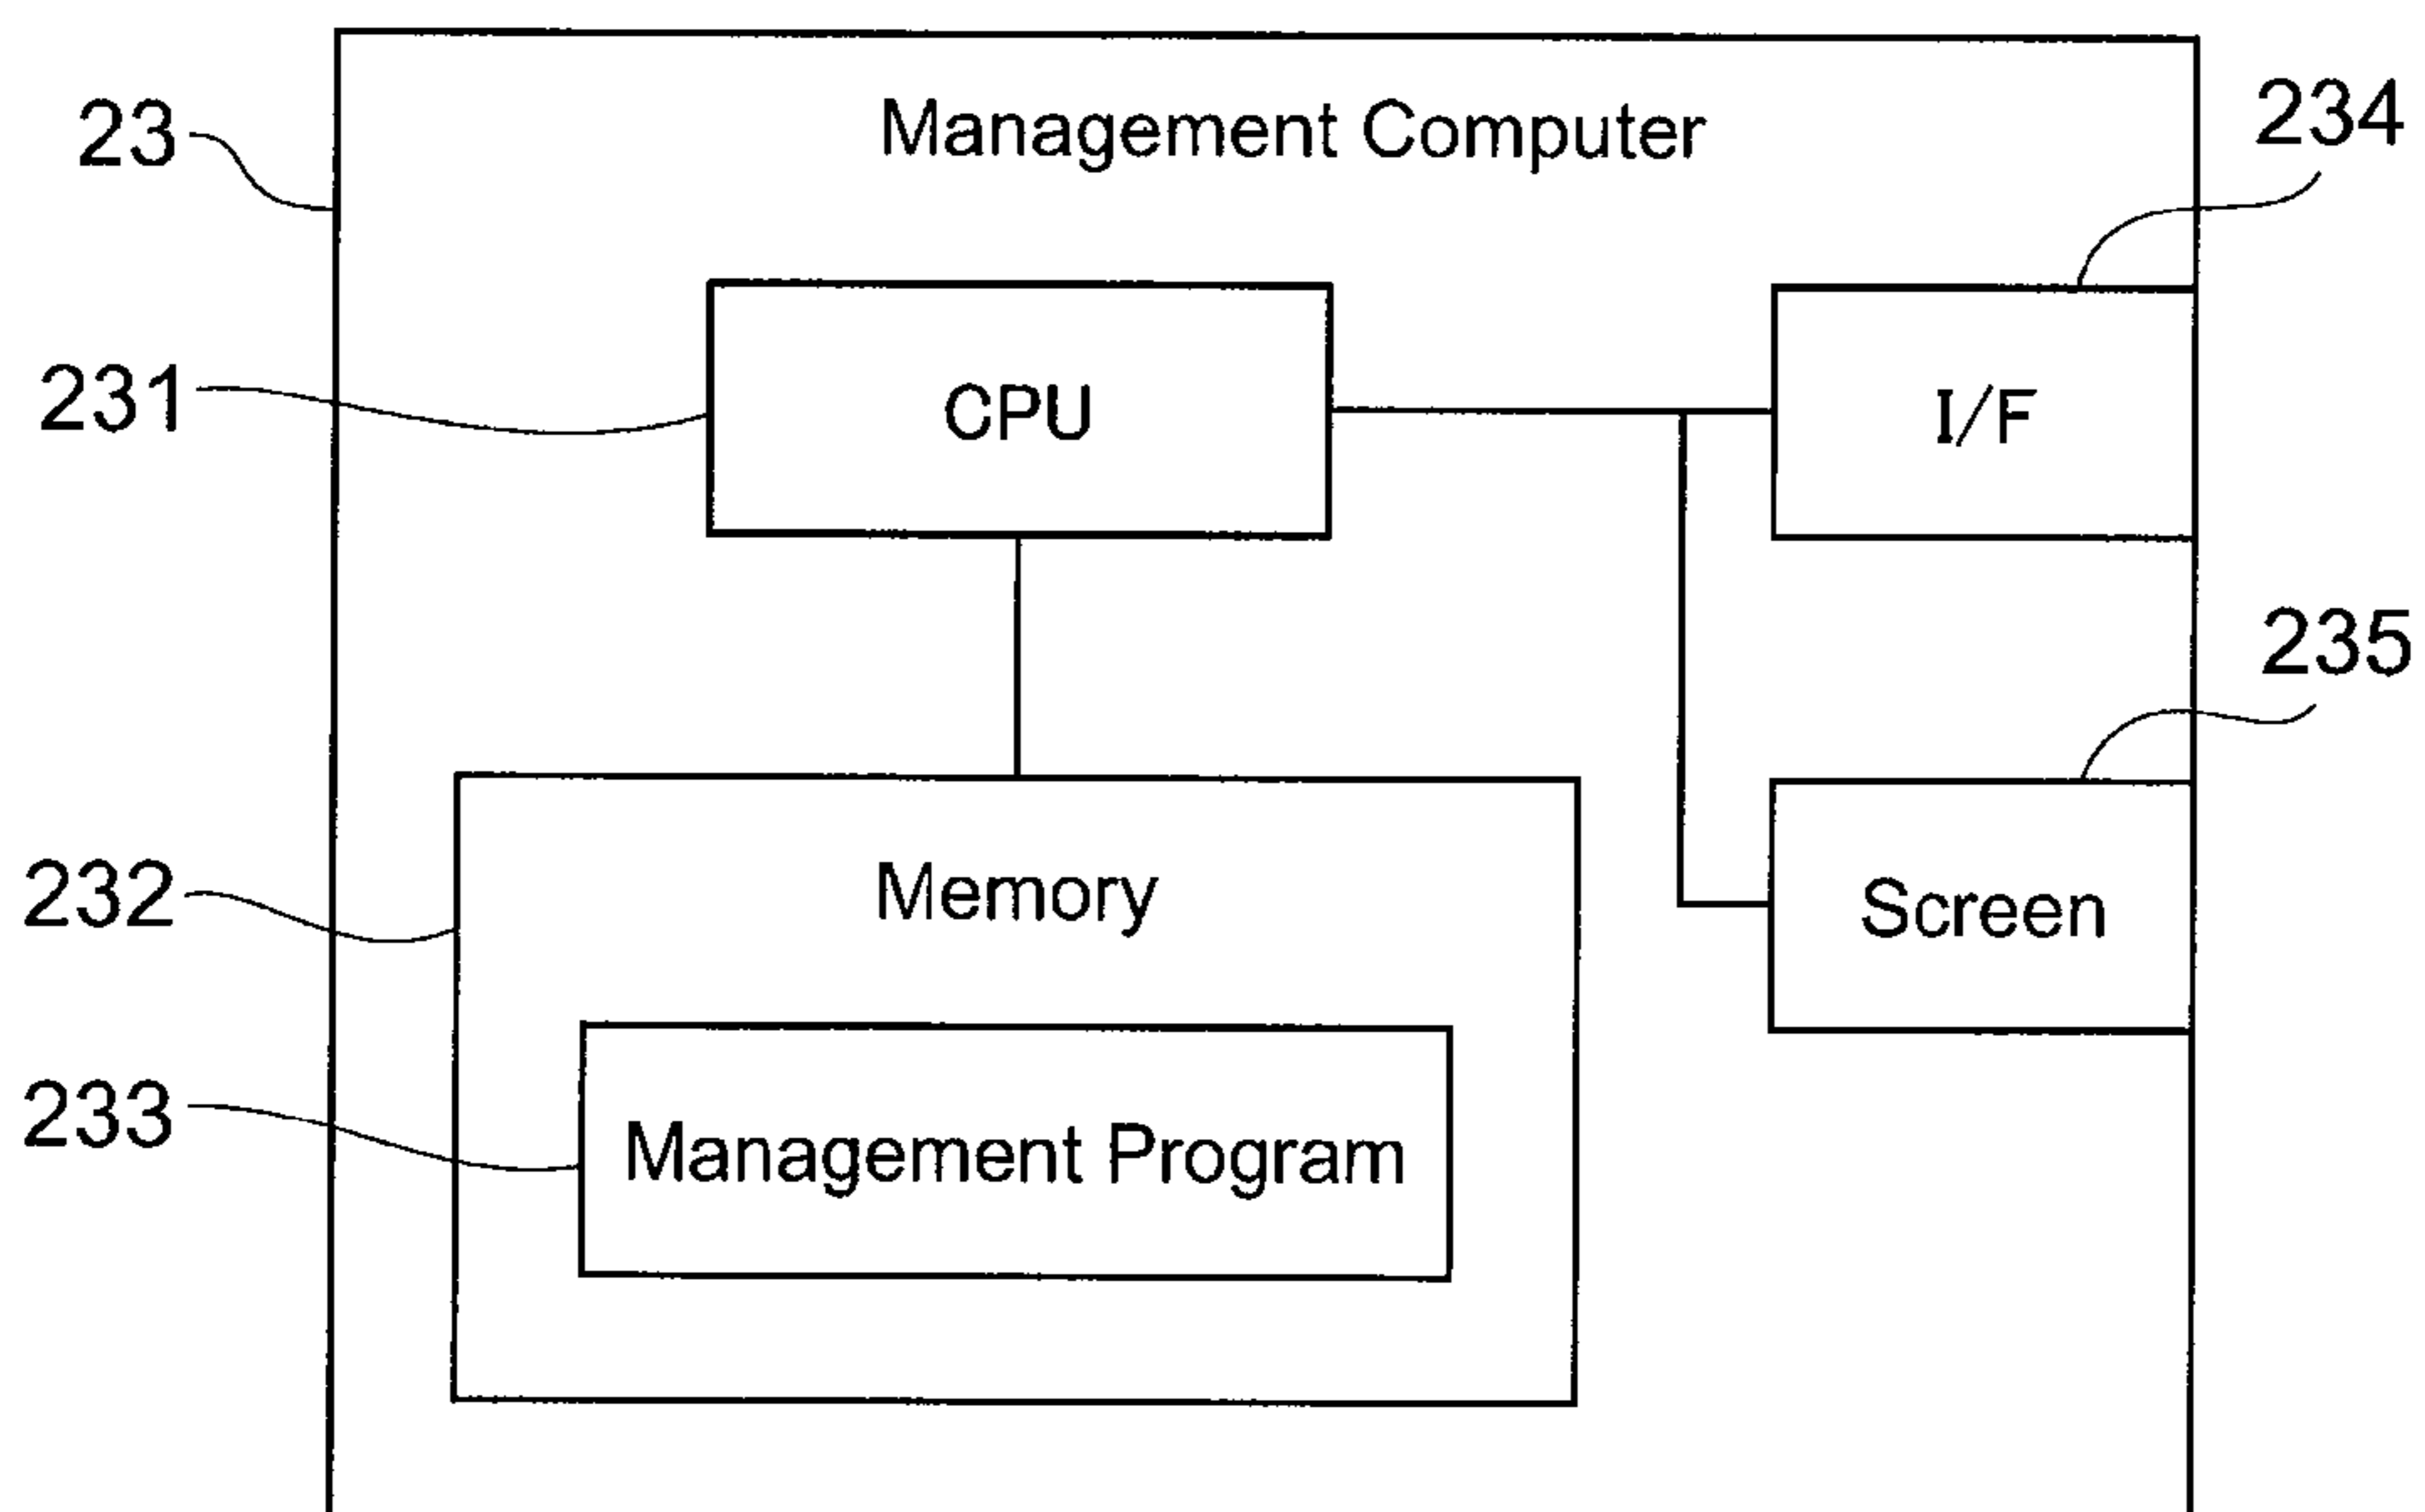 Management Computer
23
234
231
CPU
I/F
235
232
Memory
Screen
233
Management Program